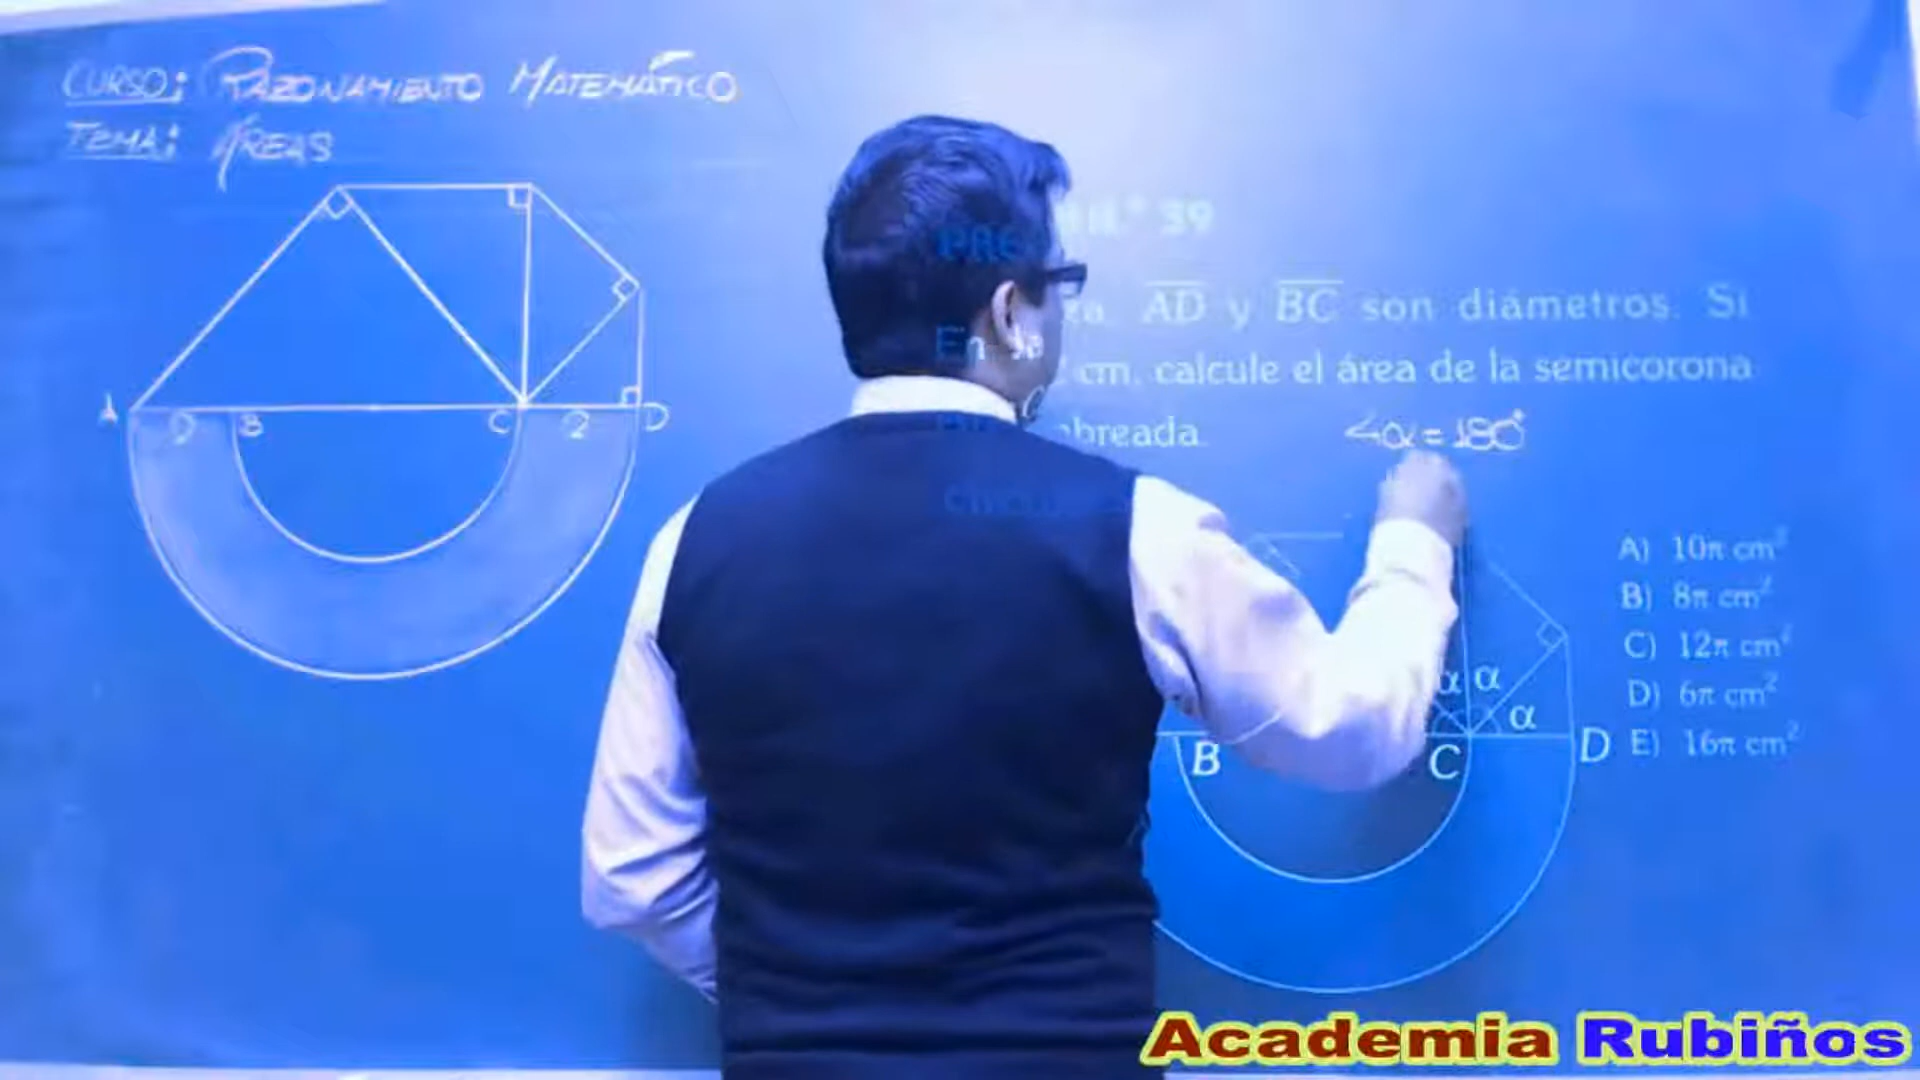 CURSO: RAZONAMIENTO MATEMÁTICO
TEMA: ÁREAS
N.° 39
AD y BC son diámetros. Si
cm, calcule el área de la semicorona
4α = 180°
A) 10π cm²
B) 8π cm²
C) 12π cm²
D) 6π cm²
E) 16π cm²
A B C 2 D
α α
α
B C D
Academia Rubiños